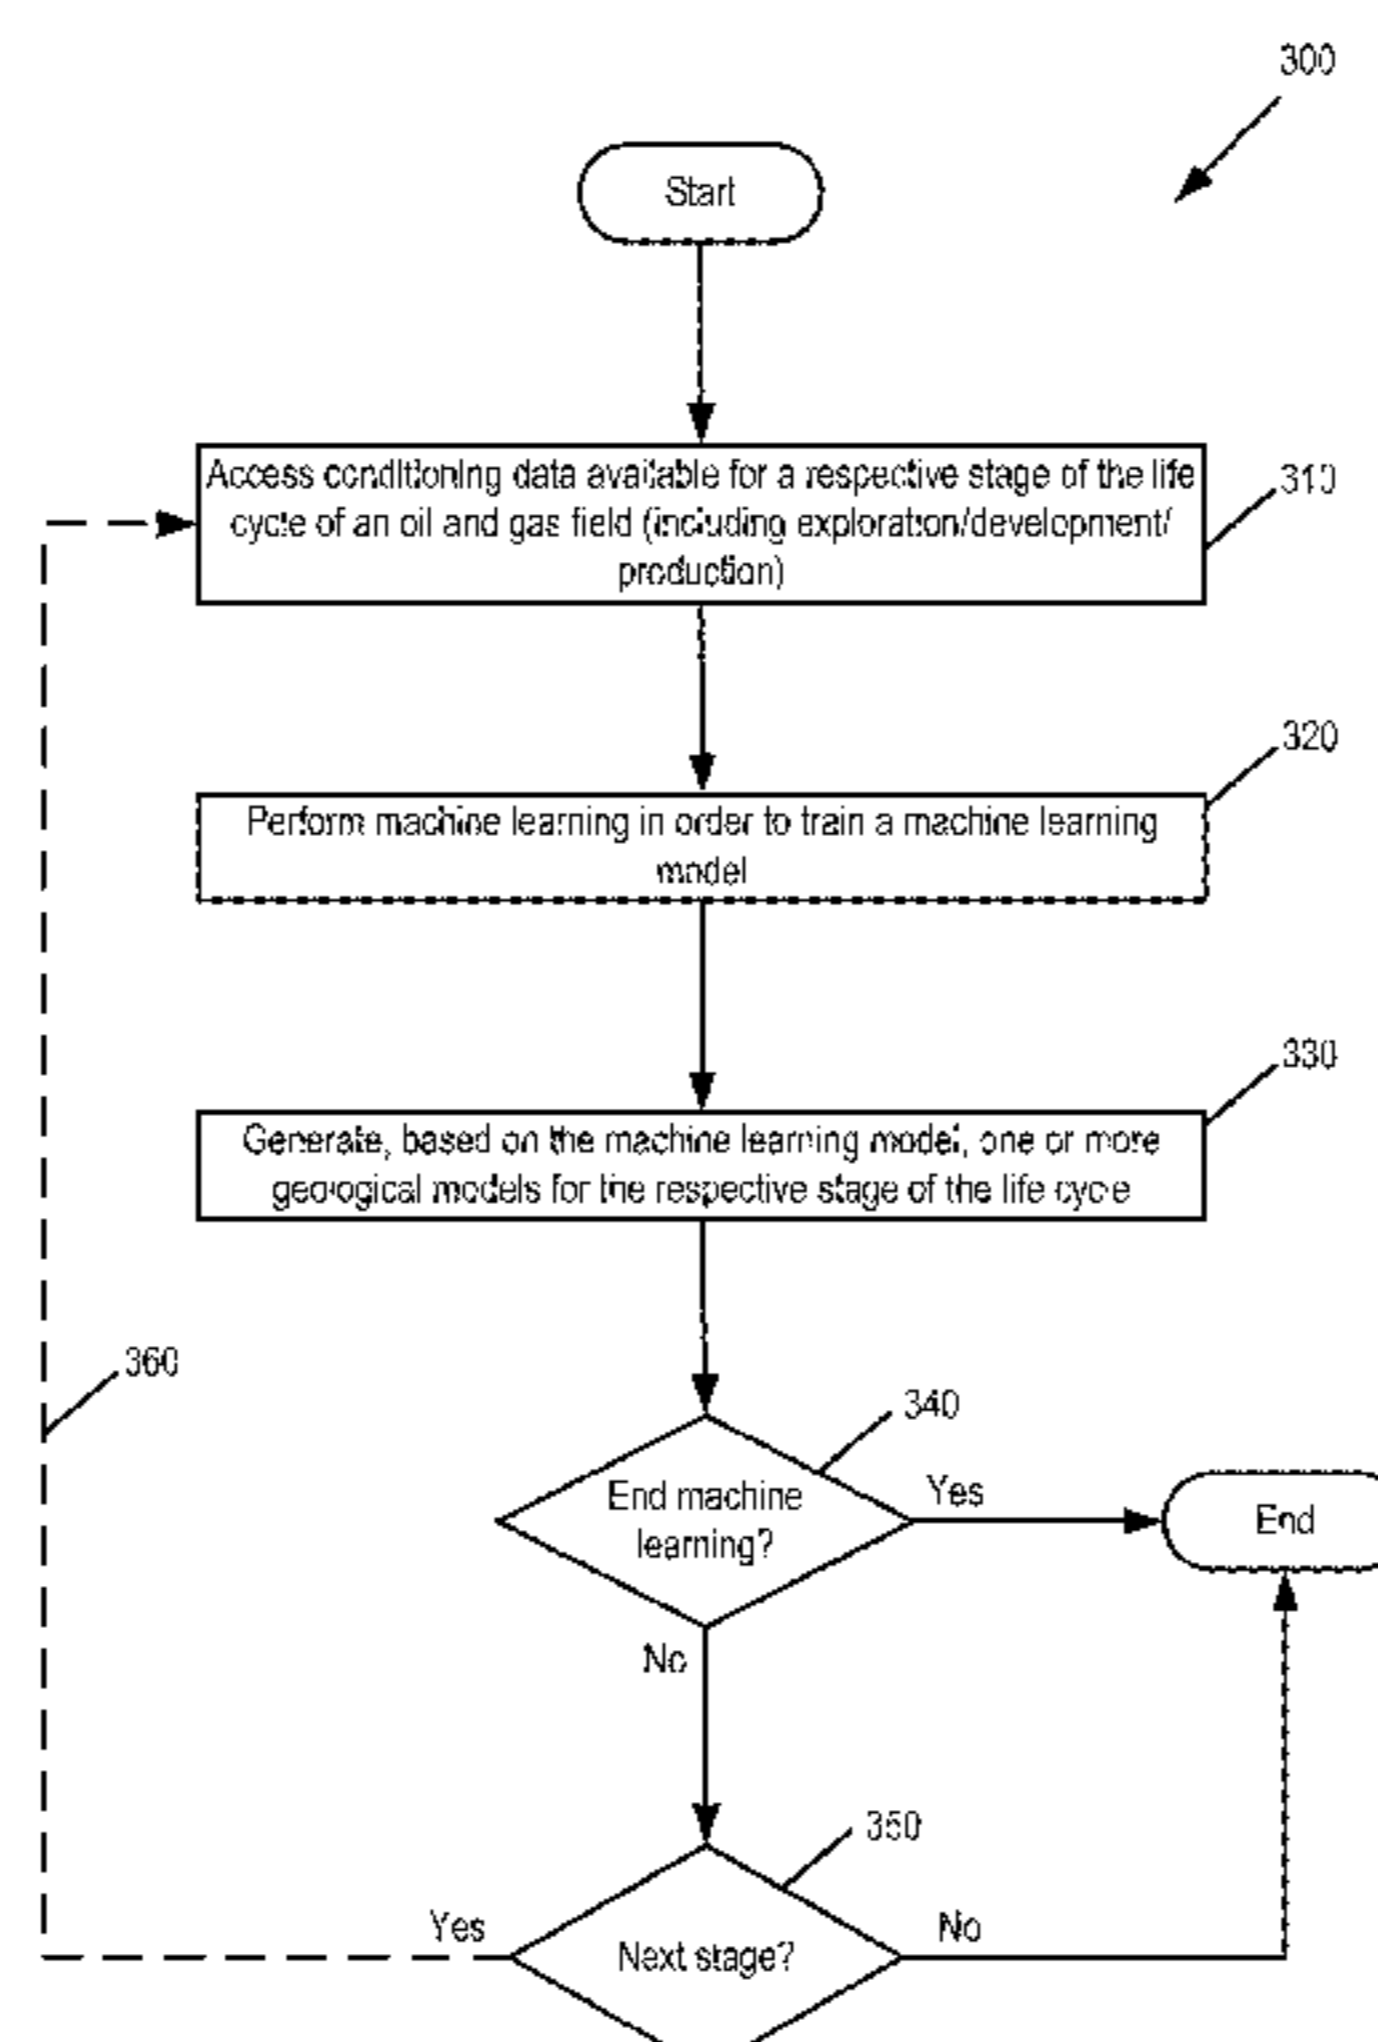 300
Start
Access conditioning data available for a respective stage of the life
cycle of an oil and gas field (including exploration/development/
production)
310
320
Perform machine learning in order to train a machine learning
model
330
Generate, based on the machine learning model, one or more
geological models for the respective stage of the life cycle
360
340
End machine
learning?
Yes
End
No
350
Yes
Next stage?
No